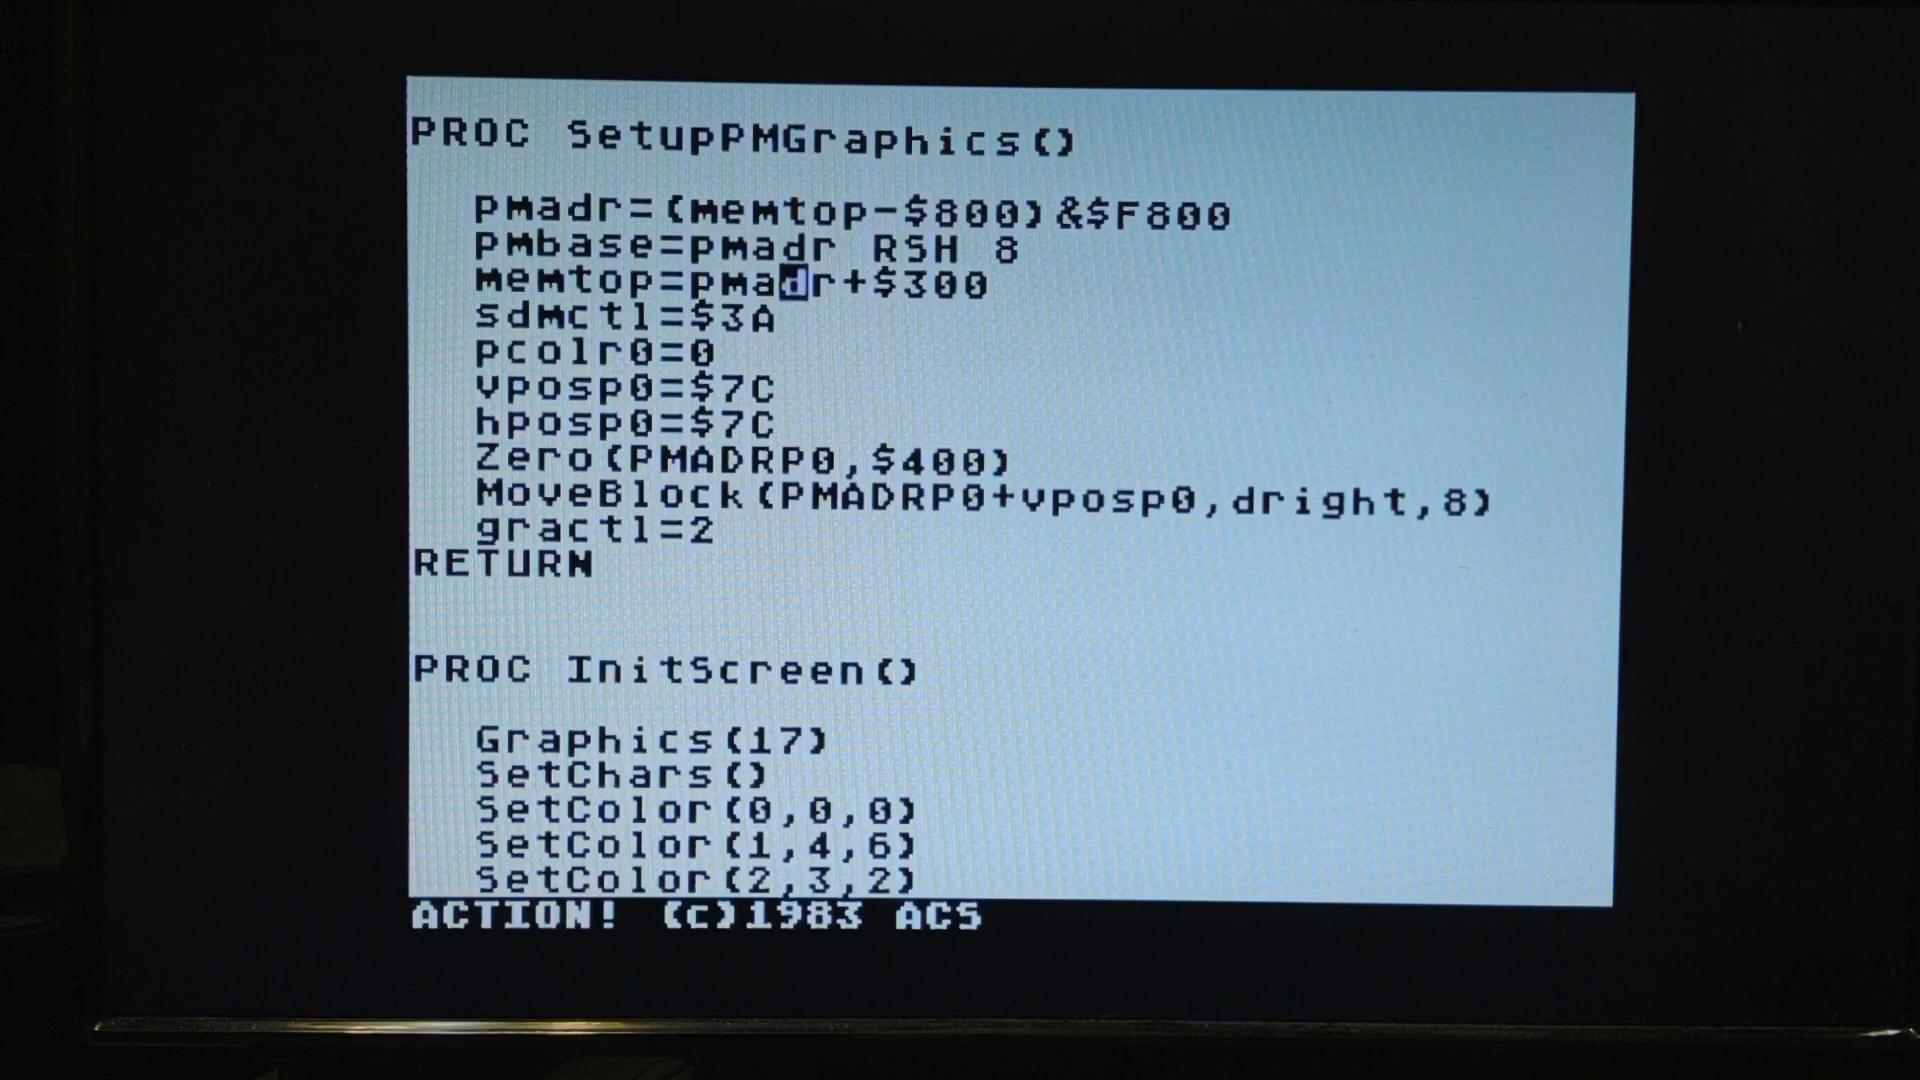 PROC SetupPMGraphics()
pmadr=(memtop-$800)&$F800
pmbase=pmadr RSH 8
memtop=pmadr+$300
sdmctl=$3A
pcolr0=0
vposp0=$7C
hposp0=$7C
Zero(PMADRP0,$400)
MoveBlock(PMADRP0+vposp0,dright,8)
gractl=2
RETURN
PROC InitScreen()
Graphics(17)
SetChars()
SetColor(0,0,0)
SetColor(1,4,6)
SetColor(2,3,2)
ACTION! (c)1983 ACS